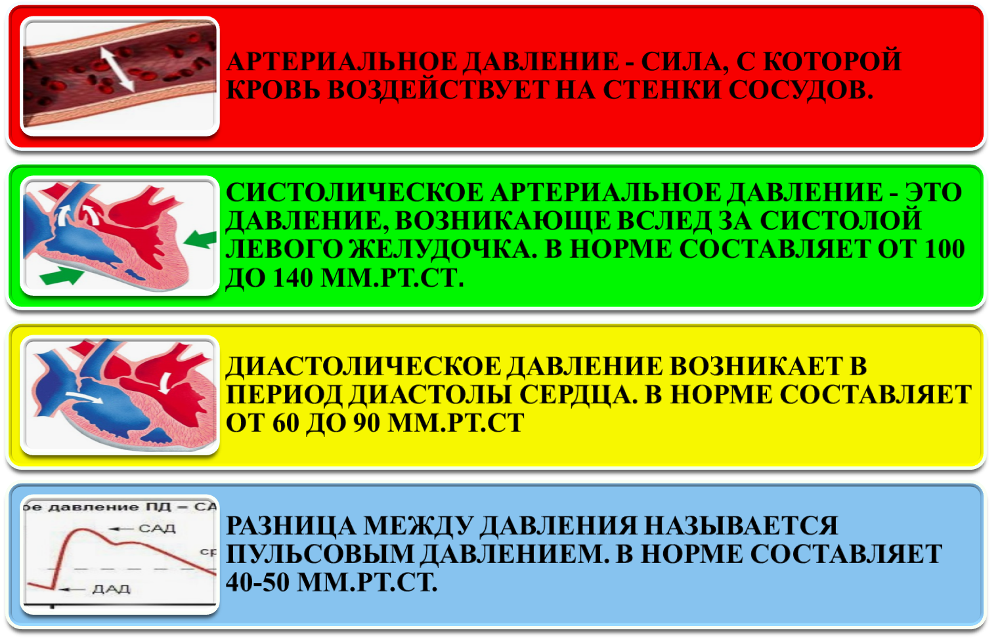 АРТЕРИАЛЬНОЕ ДАВЛЕНИЕ - СИЛА, С КОТОРОЙ
КРОВЬ ВОЗДЕЙСТВУЕТ НА СТЕНКИ СОСУДОВ.
СИСТОЛИЧЕСКОЕ АРТЕРИАЛЬНОЕ ДАВЛЕНИЕ - ЭТО
ДАВЛЕНИЕ, ВОЗНИКАЮЩЕ ВСЛЕД ЗА СИСТОЛОЙ
ЛЕВОГО ЖЕЛУДОЧКА. В НОРМЕ СОСТАВЛЯЕТ ОТ 100
ДО 140 ММ.РТ.СТ.
ДИАСТОЛИЧЕСКОЕ ДАВЛЕНИЕ ВОЗНИКАЕТ В
ПЕРИОД ДИАСТОЛЫ СЕРДЦА. В НОРМЕ СОСТАВЛЯЕТ
ОТ 60 ДО 90 ММ.РТ.СТ
ое давление ПД = СА
САД
ср
ДАД
РАЗНИЦА МЕЖДУ ДАВЛЕНИЯ НАЗЫВАЕТСЯ
ПУЛЬСОВЫМ ДАВЛЕНИЕМ. В НОРМЕ СОСТАВЛЯЕТ
40-50 ММ.РТ.СТ.